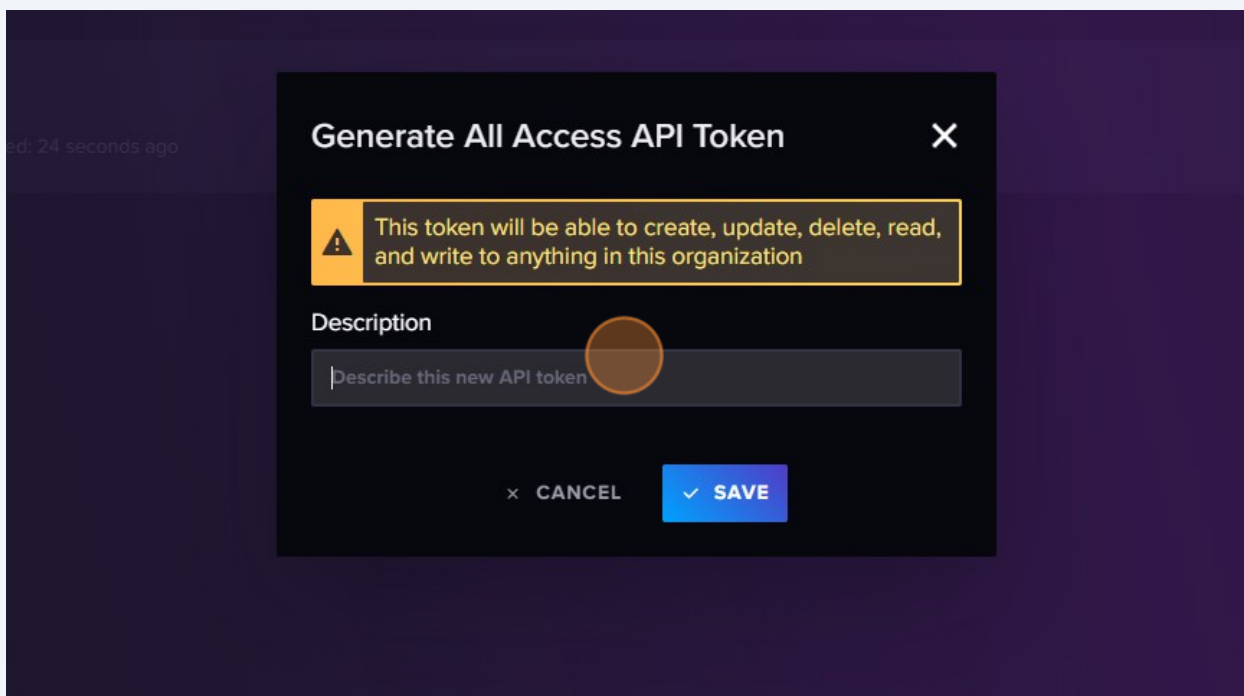 Generate All Access API Token
ed: 24 seconds ago
This token will be able to create, update, delete, read,
and write to anything in this organization
Description
Describe this new API token
× CANCEL
✓ SAVE